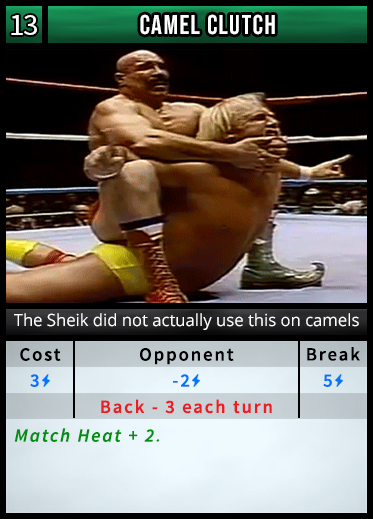 13 CAMEL CLUTCH
The Sheik did not actually use this on camels
Cost Opponent Break
3⚡ -2⚡ 5⚡
Back - 3 each turn
Match Heat + 2.